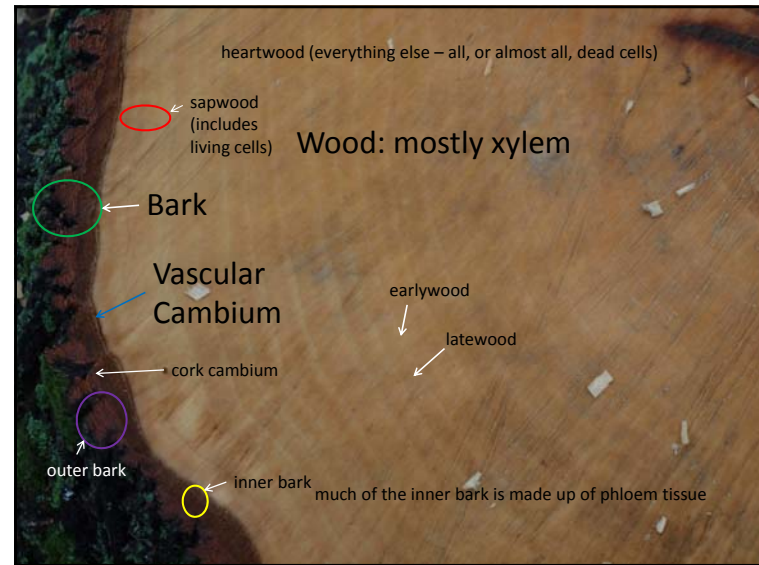 heartwood (everything else – all, or almost all, dead cells)
sapwood
(includes
living cells)
Wood: mostly xylem
Bark
Vascular
Cambium
earlywood
latewood
cork cambium
outer bark
inner bark
much of the inner bark is made up of phloem tissue